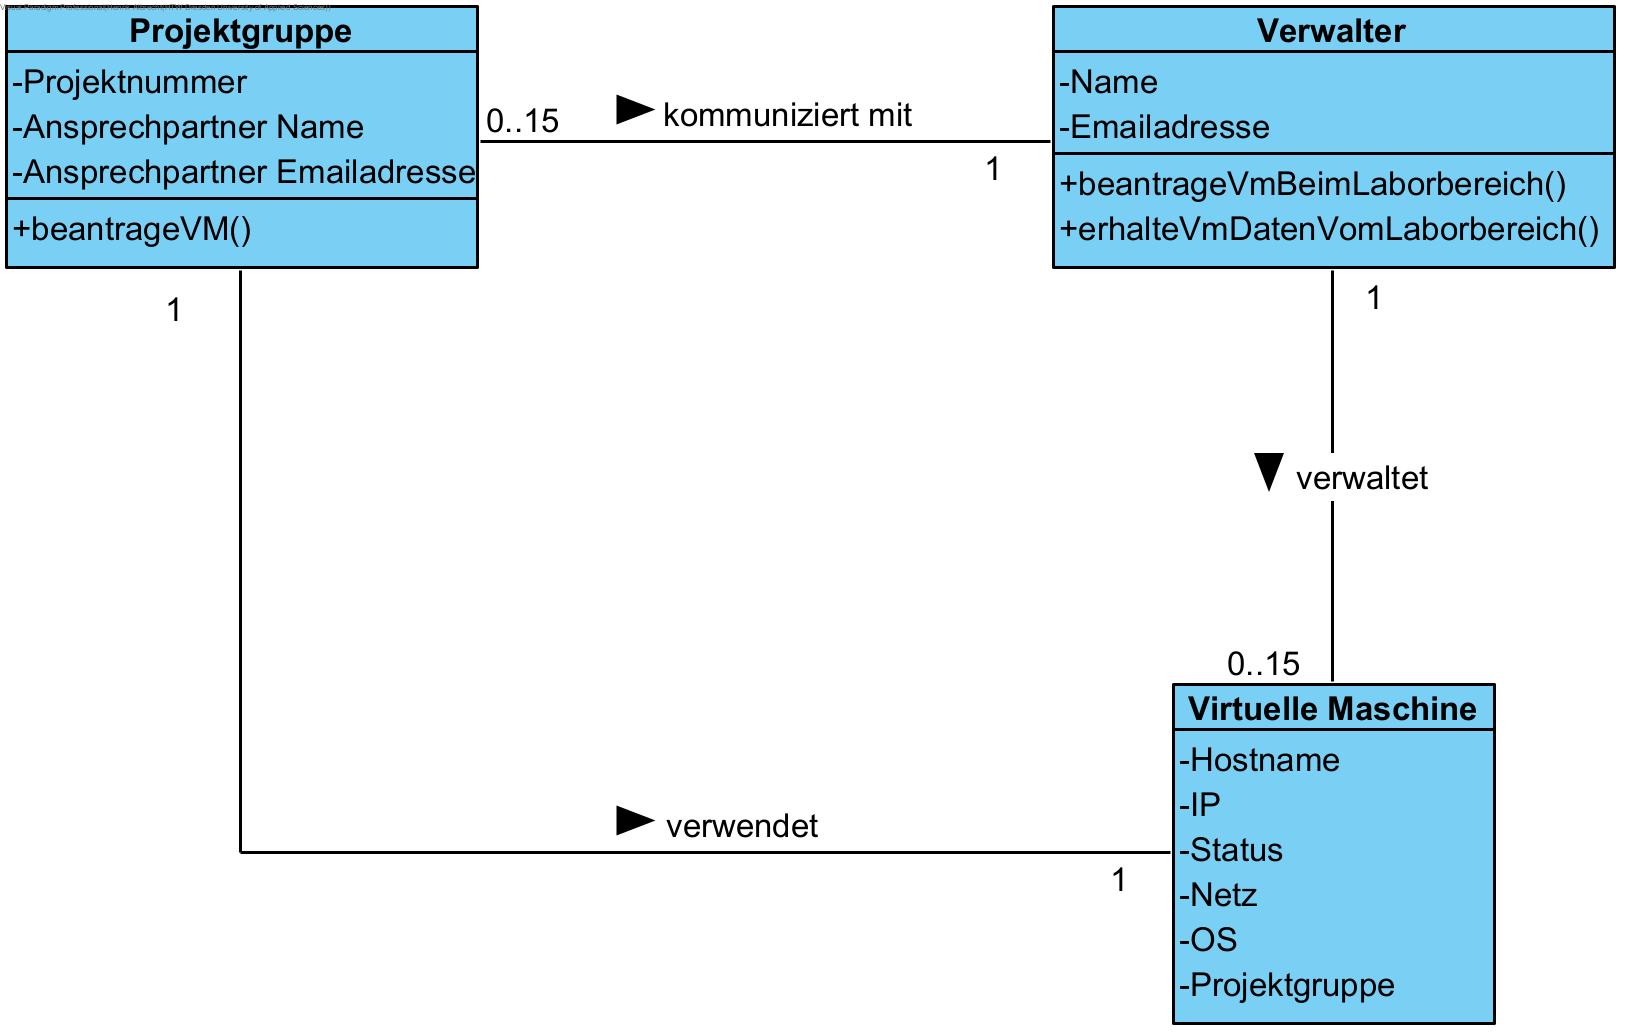 Projektgruppe
-Projektnummer
-Ansprechpartner Name
-Ansprechpartner Emailadresse
+beantrageVM()
0..15
kommuniziert mit
1
Verwalter
-Name
-Emailadresse
+beantrageVmBeimLaborbereich()
+erhalteVmDatenVomLaborbereich()
1
1
verwaltet
0..15
verwendet
1
Virtuelle Maschine
-Hostname
-IP
-Status
-Netz
-OS
-Projektgruppe